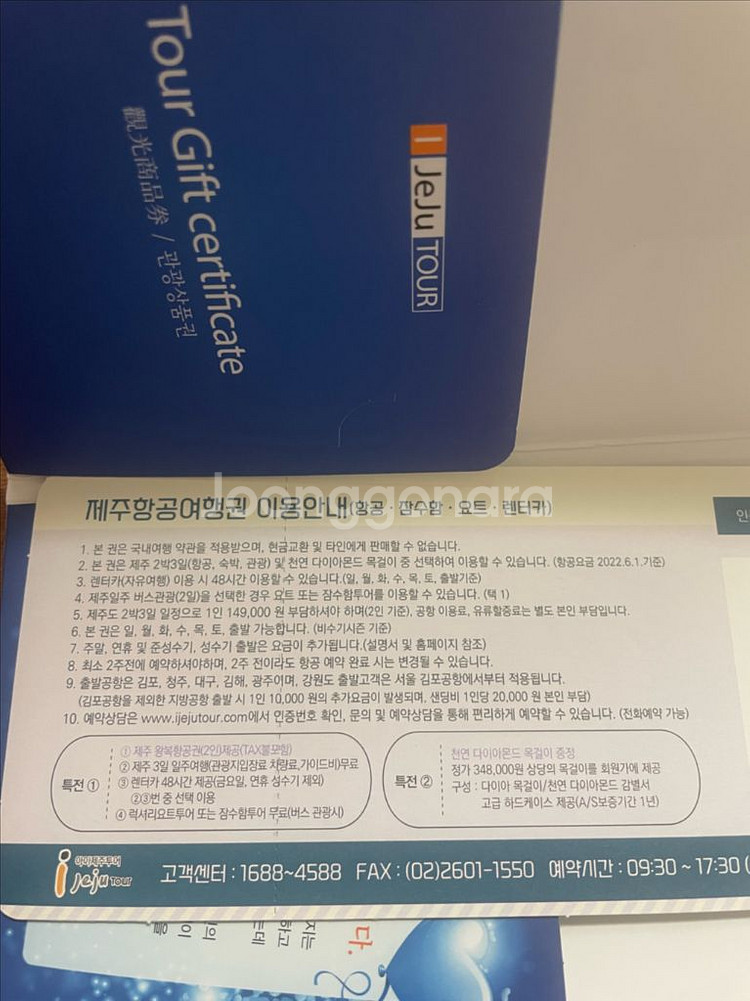 Tour Gift certificate
觀光商品券 / 관광상품권
I JeJu TOUR
loonggonara
제주항공여행권 이용안내(항공 · 잠수함 · 요트 · 렌터카)
인
1. 본 권은 국내여행 약관을 적용받으며, 현금교환 및 타인에게 판매할 수 없습니다.
2. 본 권은 제주 2박3일(항공, 숙박, 관광) 및 천연 다이아몬드 목걸이 중 선택하여 이용할 수 있습니다. (항공요금 2022.6.1.기준)
3. 렌터카(자유여행) 이용 시 48시간 이용할 수 있습니다.(일, 월, 화, 수, 목, 토, 출발기준)
4. 제주일주 버스관광(2일)을 선택한 경우 요트 또는 잠수함투어를 이용할 수 있습니다. (택 1)
5. 제주도 2박3일 일정으로 1인 149,000 원 부담하셔야 하며(2인 기준), 공항 이용료, 유류할증료는 별도 본인 부담입니다.
6. 본 권은 일, 월, 화, 수, 목, 토 출발 가능합니다. (비수기시즌 기준)
7. 주말, 연휴 및 준성수기, 성수기 출발은 요금이 추가됩니다.(설명서 및 홈페이지 참조)
8. 최소 2주전에 예약하셔야하며, 2주 전이라도 항공 예약 완료 시는 변경될 수 있습니다.
9. 출발공항은 김포, 청주, 대구, 김해, 광주이며, 강원도 출발고객은 서울 김포공항에서부터 적용됩니다.
(김포공항을 제외한 지방공항 출발 시 1인 10,000 원의 추가요금이 발생되며, 샌딩비 1인당 20,000 원 본인 부담)
10. 예약상담은 www.ijejutour.com에서 인증번호 확인, 문의 및 예약상담을 통해 편리하게 예약할 수 있습니다. (전화예약 가능)
특전 ①
① 제주 왕복항공권(2인)제공(TAX불포함)
② 제주 3일 일주여행(관광지입장료 차량료,가이드비)무료
③ 렌터카 48시간 제공(금요일, 연휴 성수기 제외)
②③번 중 선택 이용
④ 럭셔리요트투어 또는 잠수함투어 무료(버스 관광시)
특전 ②
천연 다이아몬드 목걸이 증정
정가 348,000원 상당의 목걸이를 회원가에 제공
구성 : 다이아 목걸이/천연 다이아몬드 감별서
고급 하드케이스 제공(A/S보증기간 1년)
아이제주투어
i Jeju TOUR
고객센터 : 1688~4588 FAX : (02)2601-1550 예약시간 : 09:30 ~ 17:30 (
다.
지는
하고
는데
의
이
을